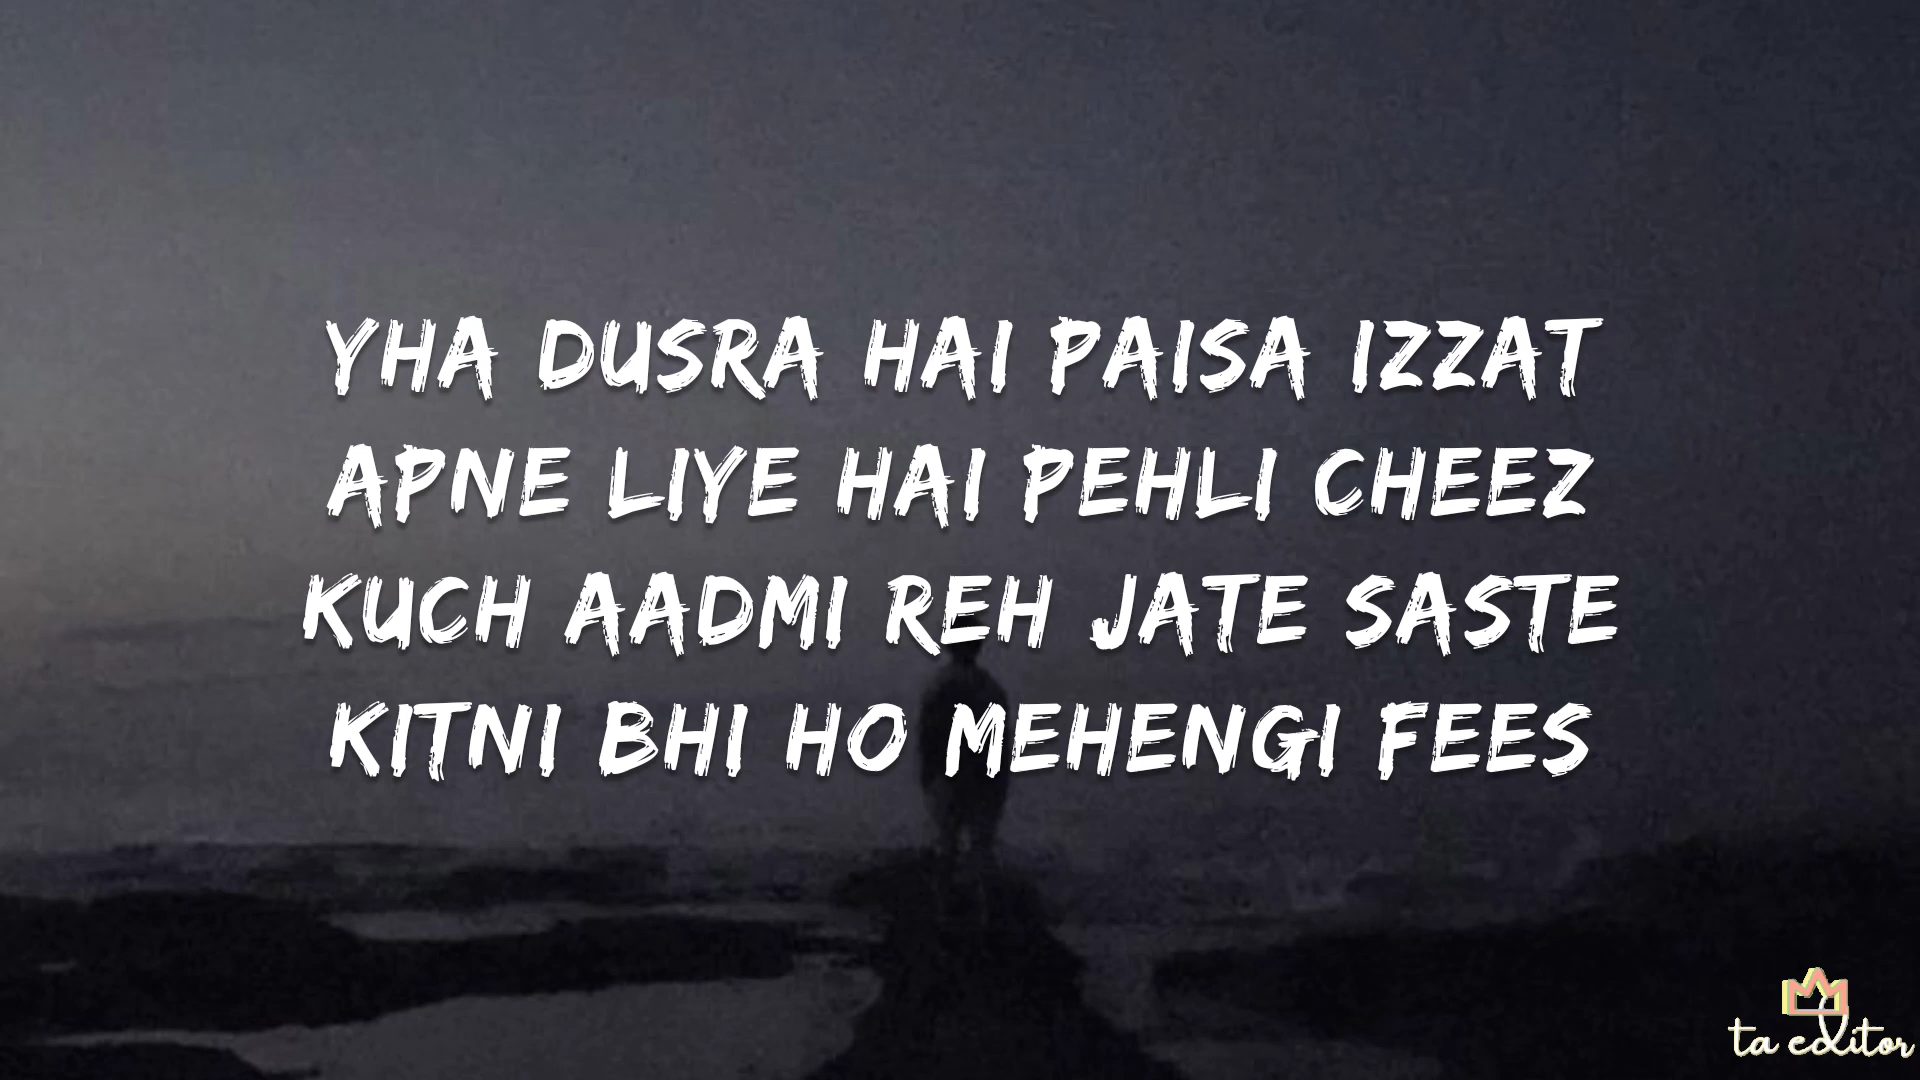 YHA DUSRA HAI PAISA IZZAT
APNE LIYE HAI PEHLI CHEEZ
KUCH AADMI REH JATE SASTE
KITNI BHI HO MEHENGI FEES
ta editor